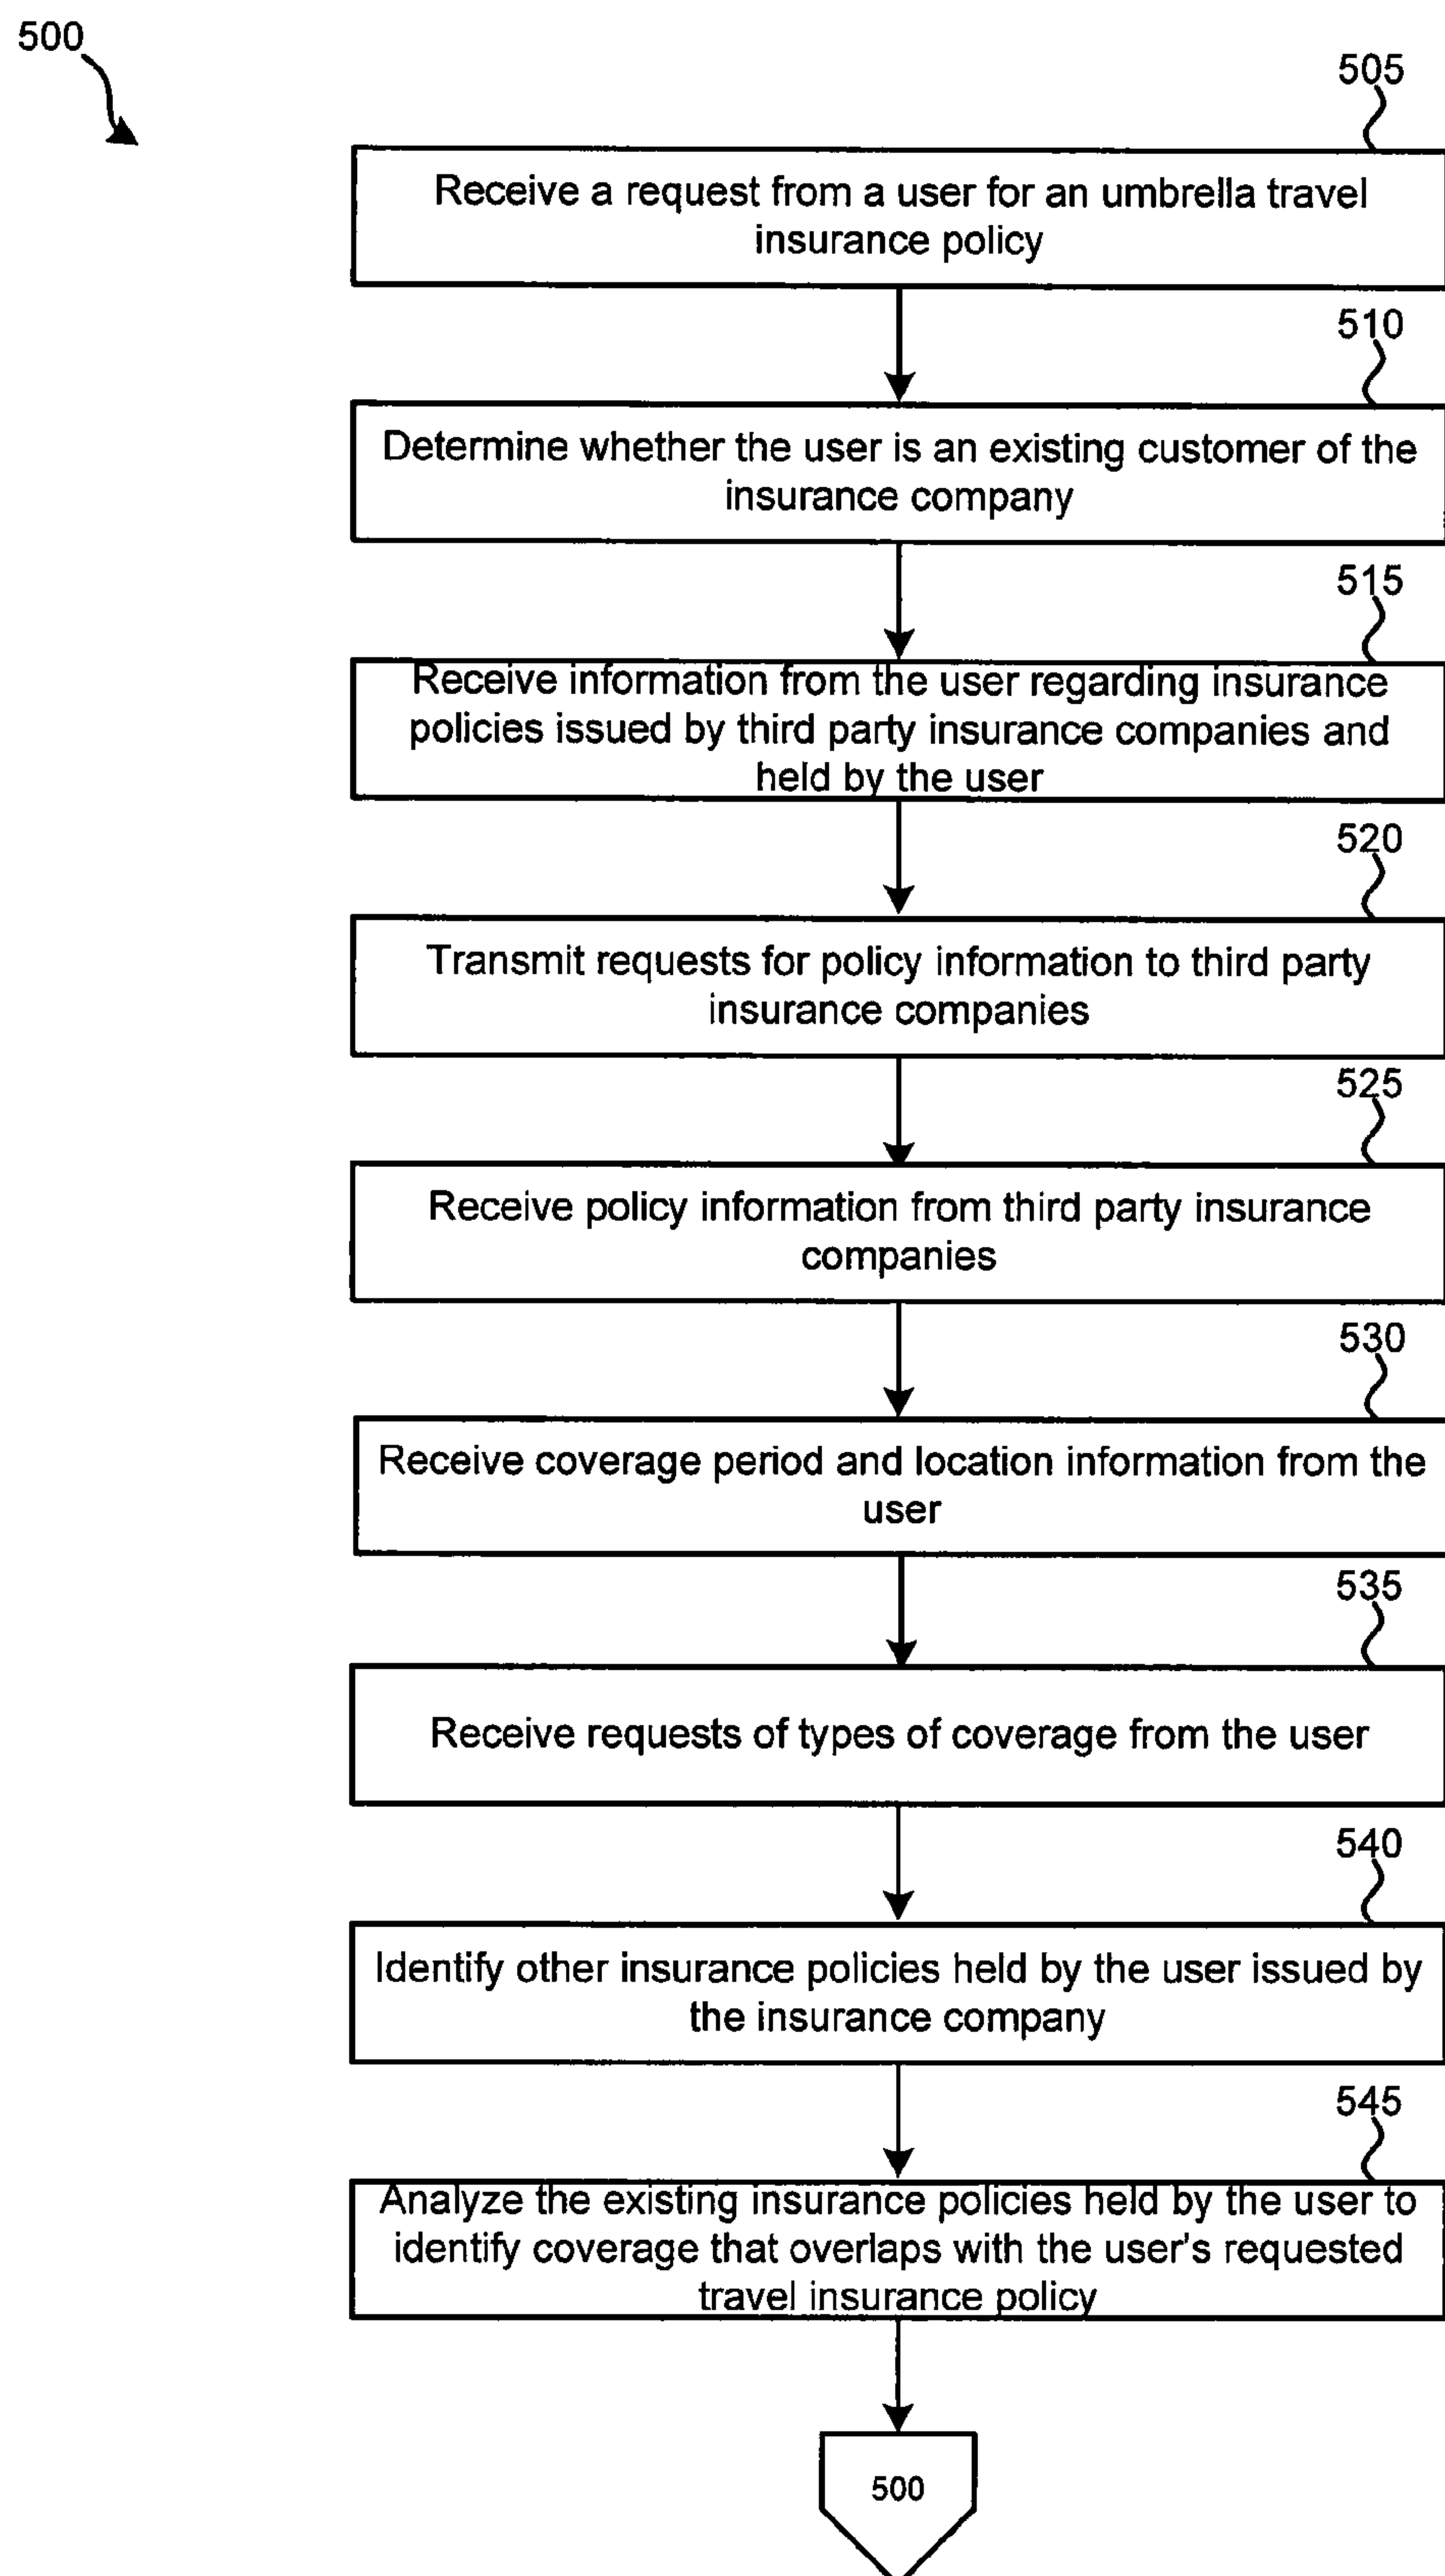 500
505
Receive a request from a user for an umbrella travel
insurance policy
510
Determine whether the user is an existing customer of the
insurance company
515
Receive information from the user regarding insurance
policies issued by third party insurance companies and
held by the user
520
Transmit requests for policy information to third party
insurance companies
525
Receive policy information from third party insurance
companies
530
Receive coverage period and location information from the
user
535
Receive requests of types of coverage from the user
540
Identify other insurance policies held by the user issued by
the insurance company
545
Analyze the existing insurance policies held by the user to
identify coverage that overlaps with the user's requested
travel insurance policy
500